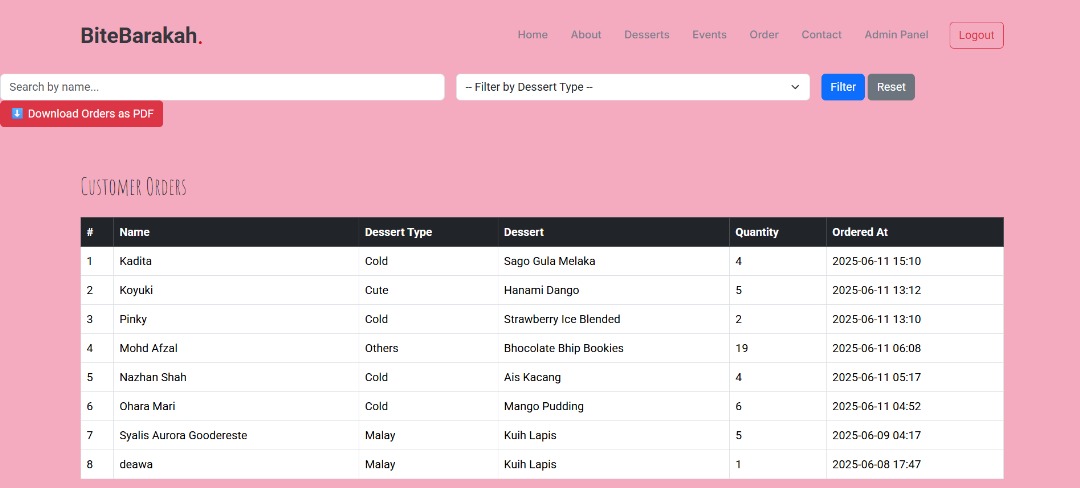 BiteBarakah.
Home About Desserts Events Order Contact Admin Panel Logout
Search by name... -- Filter by Dessert Type -- Filter Reset
⬇️ Download Orders as PDF
Customer Orders
# Name Dessert Type Dessert Quantity Ordered At
1 Kadita Cold Sago Gula Melaka 4 2025-06-11 15:10
2 Koyuki Cute Hanami Dango 5 2025-06-11 13:12
3 Pinky Cold Strawberry Ice Blended 2 2025-06-11 13:10
4 Mohd Afzal Others Bhocolate Bhip Bookies 19 2025-06-11 06:08
5 Nazhan Shah Cold Ais Kacang 4 2025-06-11 05:17
6 Ohara Mari Cold Mango Pudding 6 2025-06-11 04:52
7 Syalis Aurora Goodereste Malay Kuih Lapis 5 2025-06-09 04:17
8 deawa Malay Kuih Lapis 1 2025-06-08 17:47